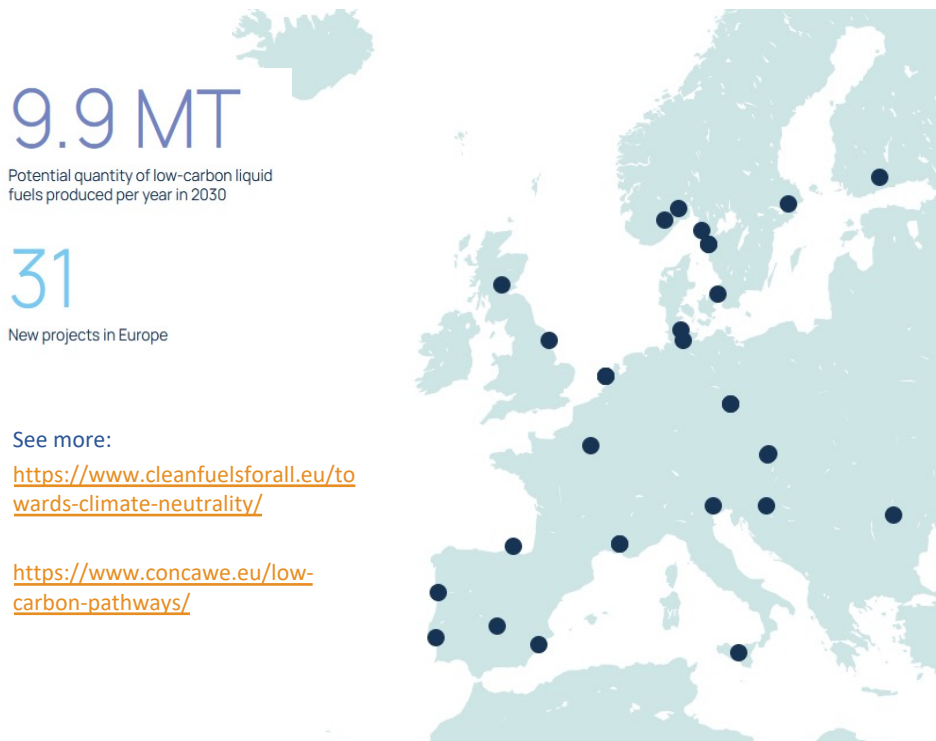 9.9 MT
Potential quantity of low-carbon liquid
fuels produced per year in 2030
31
New projects in Europe
See more:
https://www.cleanfuelsforall.eu/to
wards-climate-neutrality/
https://www.concawe.eu/low-
carbon-pathways/